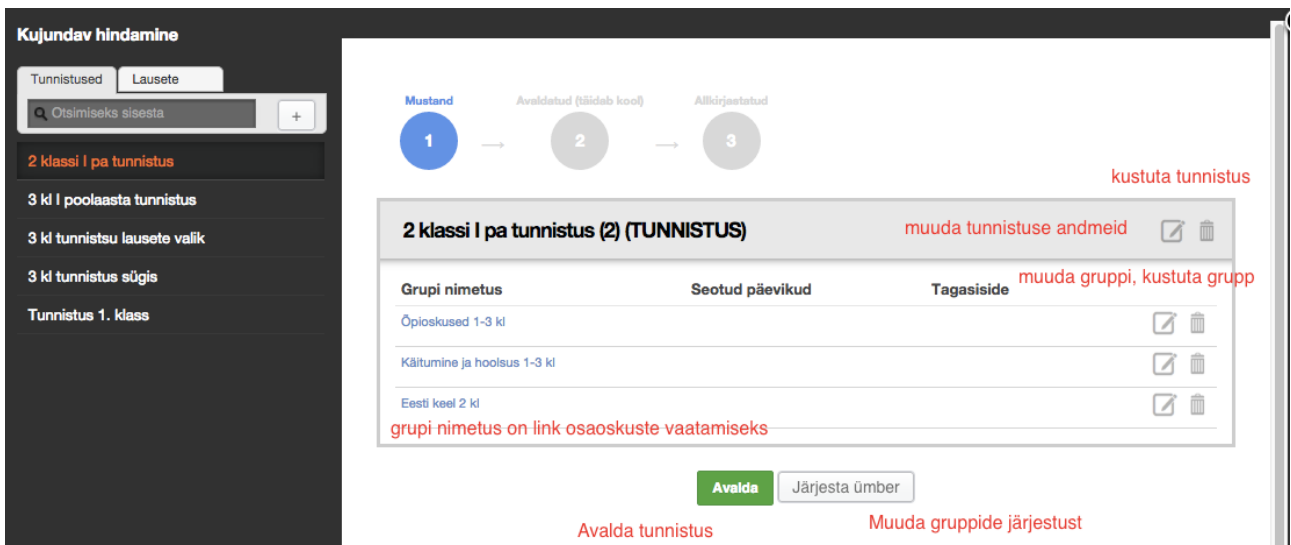 Kujundav hindamine
Tunnistused
Lausete
Otsimiseks sisesta
+
2 klassi I pa tunnistus
3 kl I poolaasta tunnistus
3 kl tunnistsu lausete valik
3 kl tunnistus sügis
Tunnistus 1. klass
Mustand
Avaldatud (täidab kool)
Allkirjastatud
1 → 2 → 3
kustuta tunnistus
2 klassi I pa tunnistus (2) (TUNNISTUS)
muuda tunnistuse andmeid
muuda gruppi, kustuta grupp
Grupi nimetus
Seotud päevikud
Tagasiside
Õpioskused 1-3 kl
Käitumine ja hoolsus 1-3 kl
Eesti keel 2 kl
grupi nimetus on link osaoskuste vaatamiseks
Avalda
Järjesta ümber
Avalda tunnistus
Muuda gruppide järjestust